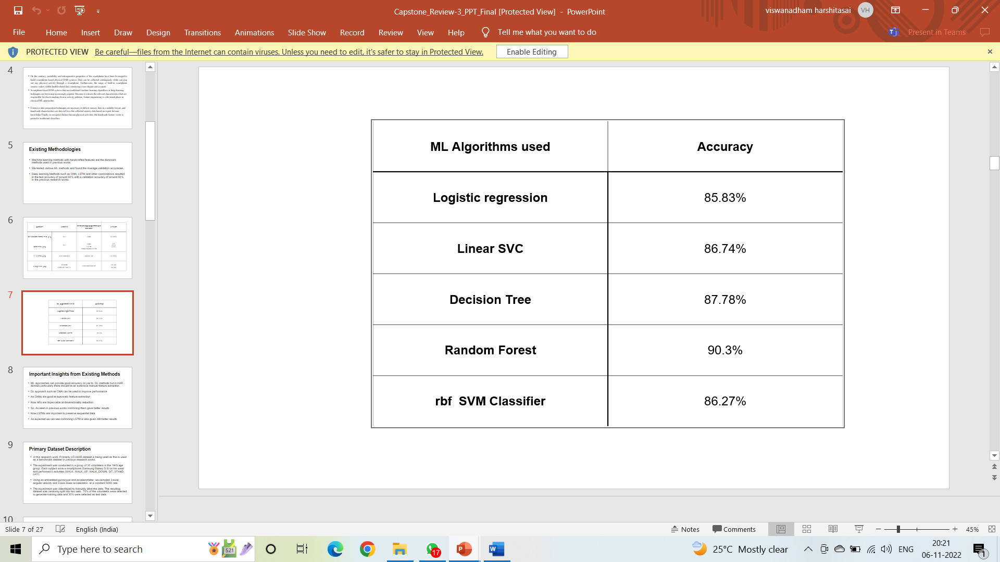 Capstone_Review-3_PPT_Final [Protected View] - PowerPoint
viswanadham harshitasai
VH
File
Home
Insert
Draw
Design
Transitions
Animations
Slide Show
Record
Review
View
Help
Tell me what you want to do
Present in Teams
PROTECTED VIEW
Be careful—files from the Internet can contain viruses. Unless you need to edit, it's safer to stay in Protected View.
Enable Editing
4
5
Existing Methodologies
• Machine learning methods with handcrafted features are the dominant
methods used in previous works.
• We tested various ML methods and found the Average validation accuracies.
• Deep learning Methods such as CNN, LSTM and other combinations resulted
in the test accuracy of around 90% with a validation accuracy of around 95%
in the previous research works.
6
7
8
Important Insights from Existing Methods
• ML approaches can provide good accuracy on par to DL methods but in HAR
domain particularly there should be an extensive manual feature extraction
• DL approach such as CNN can be used to improve performance.
• As CNNs are good at automatic feature extraction
• Now AEs are impeccable at dimensionality reduction
• So, As seen in previous works combining them gave better results
• Now LSTMs are important to preserve sequential data
• As expected we can see combining LSTM is also given still better results
9
Primary Dataset Description
• In this research work, Primarily UCI-HAR dataset is being used as this is used
as a benchmark dataset in previous research works.
• The experiment was conducted in a group of 30 volunteers in the
age
group. Each subject wore a smartphone (Samsung Galaxy S II) on his waist
and performed 6 activities (WALK, WALK_UP, WALK_DOWN, SIT, STAND,
LAY).
• Using an embedded gyroscope and accelerometer, we sampled 3-axial
angular velocity and 3-axis linear acceleration at a constant 50Hz rate.
• The experiment was videotaped to manually label the data. The resulting
dataset was randomly split into two sets, 70% of the volunteers were selected
to generate training data and 30% were selected as test data.
10
ML Algorithms used
Accuracy
Logistic regression
85.83%
Linear SVC
86.74%
Decision Tree
87.78%
Random Forest
90.3%
rbf SVM Classifier
86.27%
Slide 7 of 27
English (India)
Notes
Comments
45%
Type here to search
521
17
25°C Mostly clear
ENG
20:21
06-11-2022
1